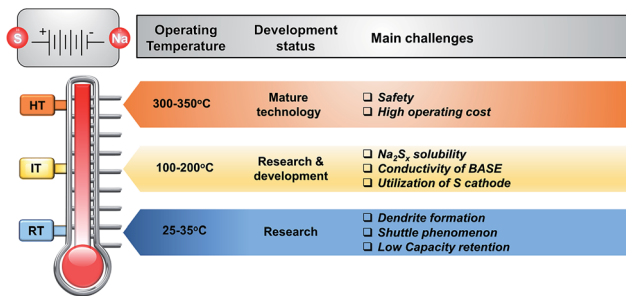 S + - Na
Operating Temperature
Development status
Main challenges
HT
300-350°C
Mature technology
❑ Safety
❑ High operating cost
IT
100-200°C
Research & development
❑ Na₂Sₓ solubility
❑ Conductivity of BASE
❑ Utilization of S cathode
RT
25-35°C
Research
❑ Dendrite formation
❑ Shuttle phenomenon
❑ Low Capacity retention